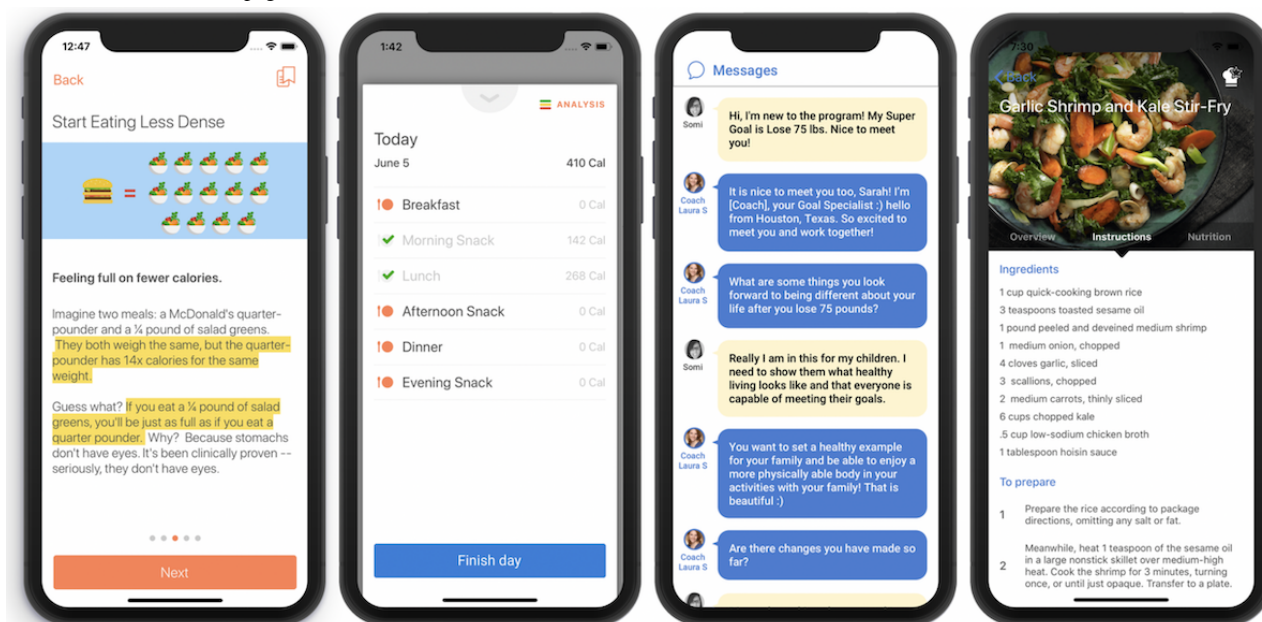 12:47
Back
Start Eating Less Dense
=
Feeling full on fewer calories.
Imagine two meals: a McDonald's quarter-
pounder and a ¼ pound of salad greens.
They both weigh the same, but the quarter-
pounder has 14x calories for the same
weight.
Guess what? If you eat a ¼ pound of salad
greens, you'll be just as full as if you eat a
quarter pounder. Why? Because stomachs
don't have eyes. It's been clinically proven --
seriously, they don't have eyes.
Next
1:42
ANALYSIS
Today
June 5 410 Cal
Breakfast 0 Cal
Morning Snack 142 Cal
Lunch 268 Cal
Afternoon Snack 0 Cal
Dinner 0 Cal
Evening Snack 0 Cal
Finish day
Messages
Somi
Hi, I'm new to the program! My Super
Goal is Lose 75 lbs. Nice to meet
you!
Coach
Laura S
It is nice to meet you too, Sarah! I'm
[Coach], your Goal Specialist :) hello
from Houston, Texas. So excited to
meet you and work together!
Coach
Laura S
What are some things you look
forward to being different about your
life after you lose 75 pounds?
Somi
Really I am in this for my children. I
need to show them what healthy
living looks like and that everyone is
capable of meeting their goals.
Coach
Laura S
You want to set a healthy example
for your family and be able to enjoy a
more physically able body in your
activities with your family! That is
beautiful :)
Coach
Laura S
Are there changes you have made so
far?
7:30
Back
Garlic Shrimp and Kale Stir-Fry
Overview Instructions Nutrition
Ingredients
1 cup quick-cooking brown rice
3 teaspoons toasted sesame oil
1 pound peeled and deveined medium shrimp
1 medium onion, chopped
4 cloves garlic, sliced
3 scallions, chopped
2 medium carrots, thinly sliced
6 cups chopped kale
.5 cup low-sodium chicken broth
1 tablespoon hoisin sauce
To prepare
1 Prepare the rice according to package
directions, omitting any salt or fat.
2 Meanwhile, heat 1 teaspoon of the sesame oil
in a large nonstick skillet over medium-high
heat. Cook the shrimp for 3 minutes, turning
once, or until just opaque. Transfer to a plate.